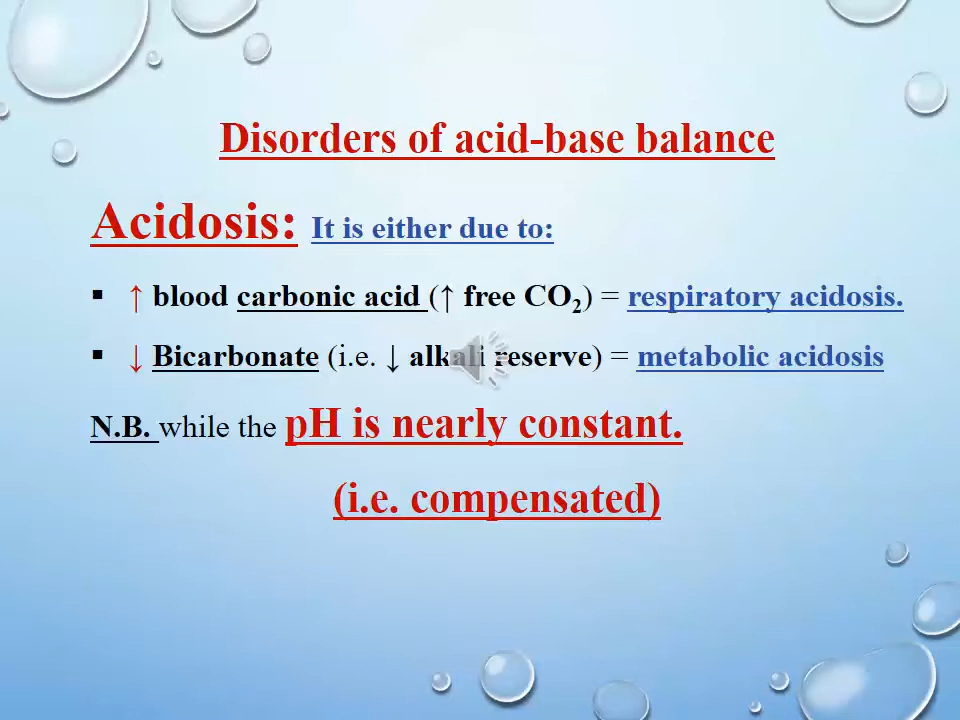 Disorders of acid-base balance
Acidosis: It is either due to:
▪ ↑ blood carbonic acid (↑ free CO₂) = respiratory acidosis.
▪ ↓ Bicarbonate (i.e. ↓ alkali reserve) = metabolic acidosis
N.B. while the pH is nearly constant.
(i.e. compensated)